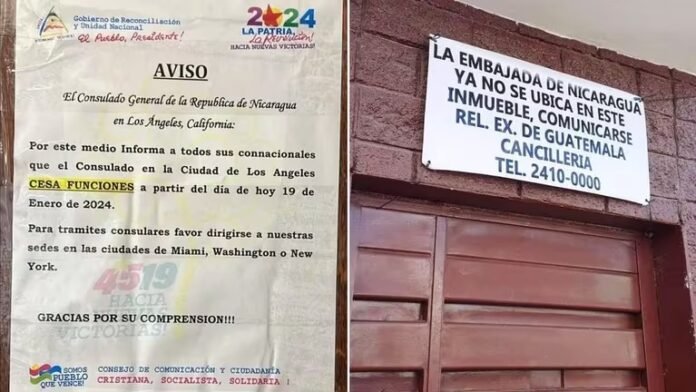 Gobierno de Reconciliación
y Unidad Nacional
El Pueblo, Presidente!
2024
LA PATRIA,
La Revolución!
HACIA NUEVAS VICTORIAS!
AVISO
El Consulado General de la Republica de Nicaragua
en Los Ángeles, California:
Por este medio Informa a todos sus connacionales
que el Consulado en la Ciudad de Los Angeles
CESA FUNCIONES a partir del día de hoy 19 de
Enero de 2024.
Para tramites consulares favor dirigirse a nuestras
sedes en las ciudades de Miami, Washington o New
York.
4519
HACIA
VICTORIAS!
GRACIAS POR SU COMPRENSION!!!
SOMOS
PUEBLO
QUE VENCE!
CONSEJO DE COMUNICACIÓN Y CIUDADANÍA
CRISTIANA, SOCIALISTA, SOLIDARIA !
LA EMBAJADA DE NICARAGUA
YA NO SE UBICA EN ESTE
INMUEBLE, COMUNICARSE
REL. EX. DE GUATEMALA
CANCILLERIA
TEL. 2410-0000